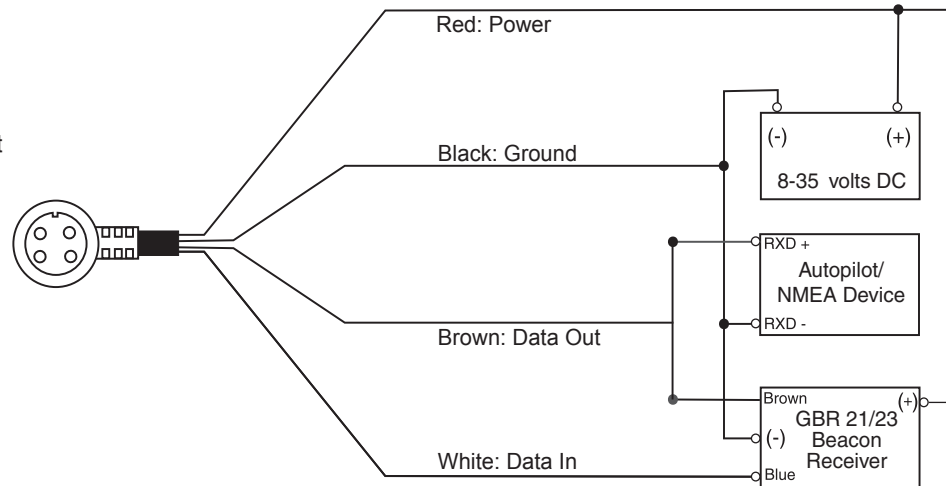 Red: Power
(-)
(+)
8-35 volts DC
Black: Ground
RXD +
Autopilot/
NMEA Device
RXD -
Brown: Data Out
Brown
(+)
GBR 21/23
(-)
Beacon
Receiver
White: Data In
Blue